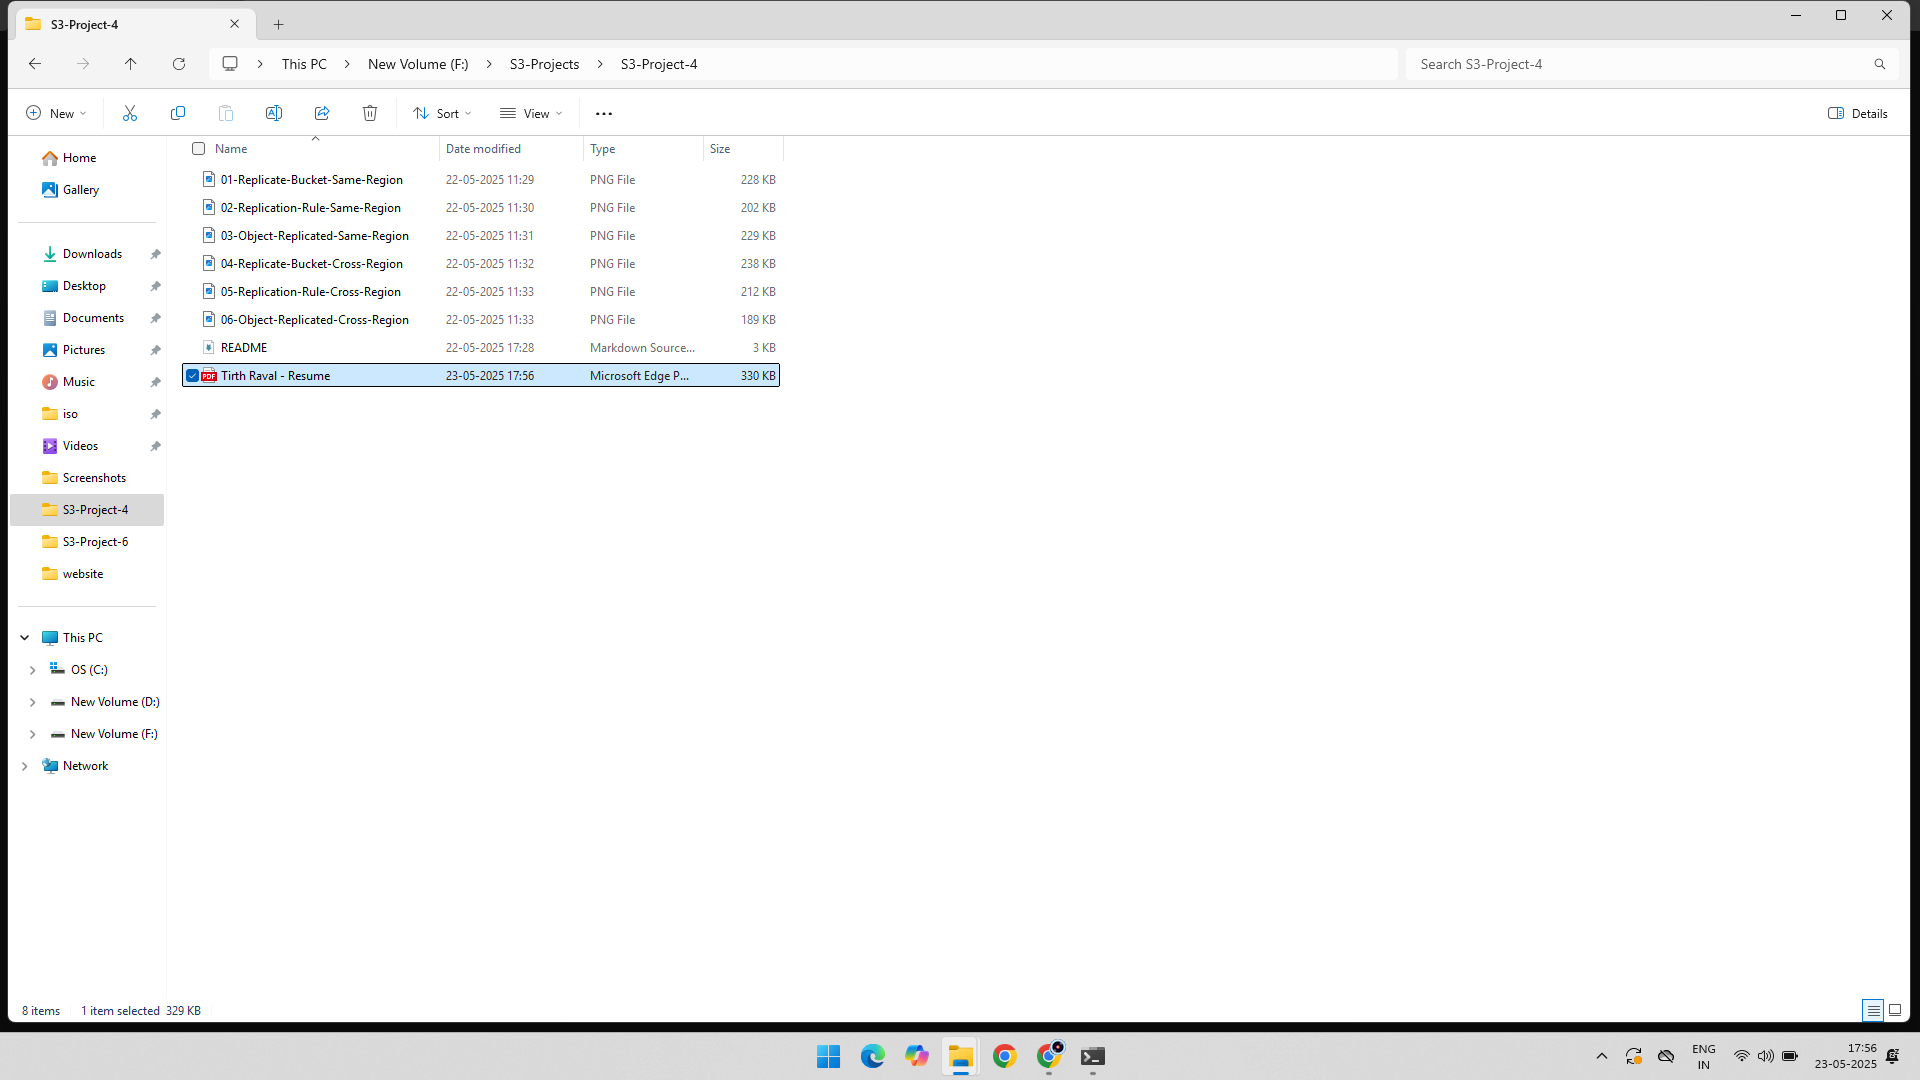 S3-Project-4
This PC > New Volume (F:) > S3-Projects > S3-Project-4
Search S3-Project-4
New
Sort
View
Details
Home
Gallery
Downloads
Desktop
Documents
Pictures
Music
iso
Videos
Screenshots
S3-Project-4
S3-Project-6
website
This PC
OS (C:)
New Volume (D:)
New Volume (F:)
Network
Name Date modified Type Size
01-Replicate-Bucket-Same-Region 22-05-2025 11:29 PNG File 228 KB
02-Replication-Rule-Same-Region 22-05-2025 11:30 PNG File 202 KB
03-Object-Replicated-Same-Region 22-05-2025 11:31 PNG File 229 KB
04-Replicate-Bucket-Cross-Region 22-05-2025 11:32 PNG File 238 KB
05-Replication-Rule-Cross-Region 22-05-2025 11:33 PNG File 212 KB
06-Object-Replicated-Cross-Region 22-05-2025 11:33 PNG File 189 KB
README 22-05-2025 17:28 Markdown Source... 3 KB
PDF Tirth Raval - Resume 23-05-2025 17:56 Microsoft Edge P... 330 KB
8 items 1 item selected 329 KB
ENG
IN
17:56
23-05-2025